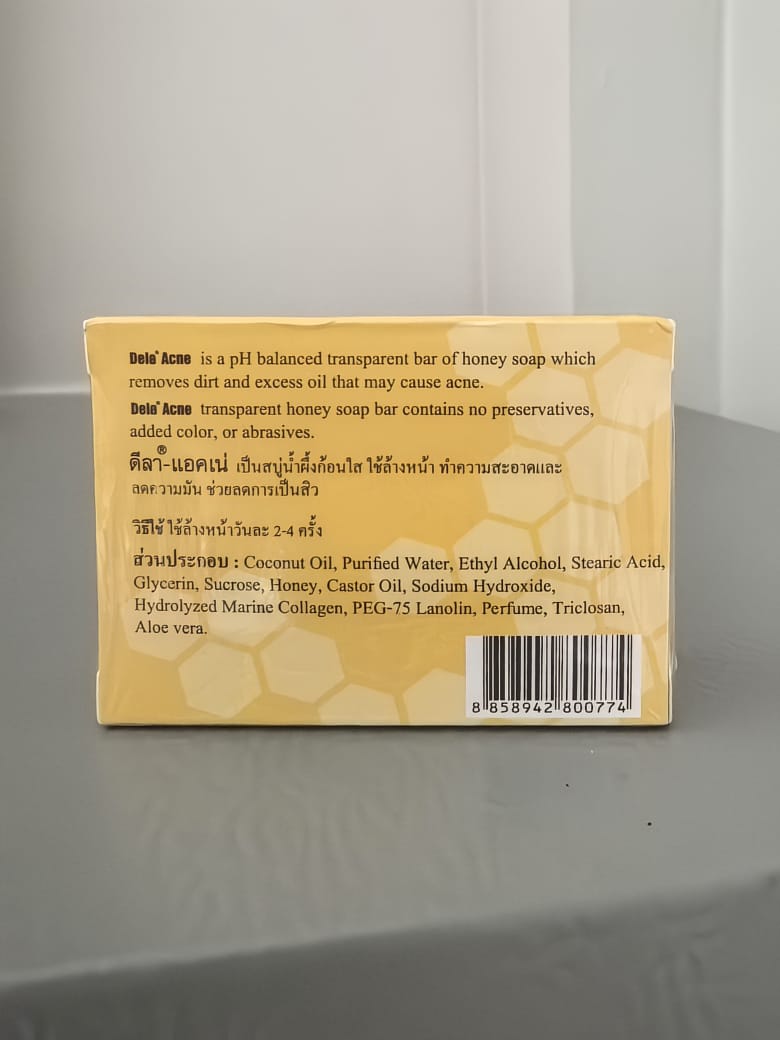 Dela® Acne is a pH balanced transparent bar of honey soap which
removes dirt and excess oil that may cause acne.
Dela® Acne transparent honey soap bar contains no preservatives,
added color, or abrasives.
ดีลา®-แอคเน่ เป็นสบู่น้ำผึ้งก้อนใส ใช้ล้างหน้า ทำความสะอาดและ
ลดความมัน ช่วยลดการเป็นสิว
วิธีใช้ ใช้ล้างหน้าวันละ 2-4 ครั้ง
ส่วนประกอบ : Coconut Oil, Purified Water, Ethyl Alcohol, Stearic Acid,
Glycerin, Sucrose, Honey, Castor Oil, Sodium Hydroxide,
Hydrolyzed Marine Collagen, PEG-75 Lanolin, Perfume, Triclosan,
Aloe vera.
8 858942 800774